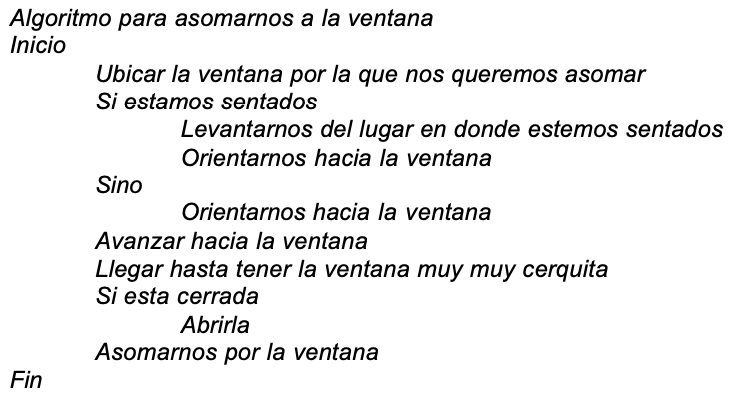 Algoritmo para asomarnos a la ventana
Inicio
Ubicar la ventana por la que nos queremos asomar
Si estamos sentados
Levantarnos del lugar en donde estemos sentados
Orientarnos hacia la ventana
Sino
Orientarnos hacia la ventana
Avanzar hacia la ventana
Llegar hasta tener la ventana muy muy cerquita
Si esta cerrada
Abrirla
Asomarnos por la ventana
Fin